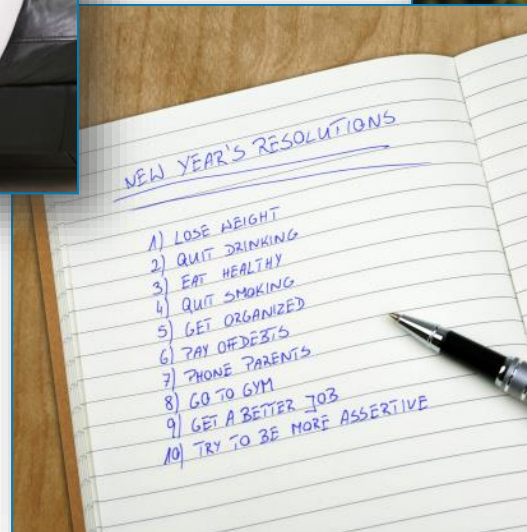 NEW YEAR'S RESOLUTIONS
1) LOSE WEIGHT
2) QUIT DRINKING
3) EAT HEALTHY
4) QUIT SMOKING
5) GET ORGANIZED
6) PAY OFF DEBTS
7) PHONE PARENTS
8) GO TO GYM
9) GET A BETTER JOB
10) TRY TO BE MORE ASSERTIVE